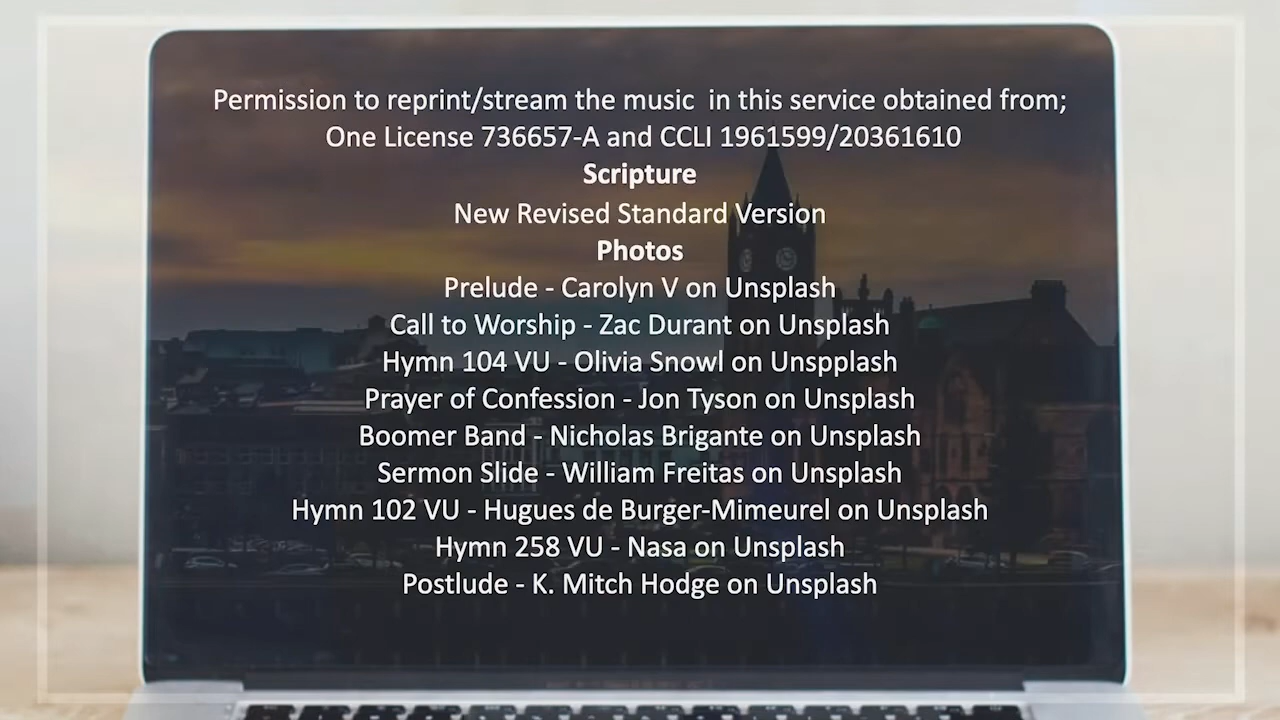 Permission to reprint/stream the music  in this service obtained from;
One License 736657-A and CCLI 1961599/20361610
Scripture
New Revised Standard Version
Photos
Prelude - Carolyn V on Unsplash
Call to Worship - Zac Durant on Unsplash
Hymn 104 VU - Olivia Snowl on Unspplash
Prayer of Confession - Jon Tyson on Unsplash
Boomer Band - Nicholas Brigante on Unsplash
Sermon Slide - William Freitas on Unsplash
Hymn 102 VU - Hugues de Burger-Mimeurel on Unsplash
Hymn 258 VU - Nasa on Unsplash
Postlude - K. Mitch Hodge on Unsplash